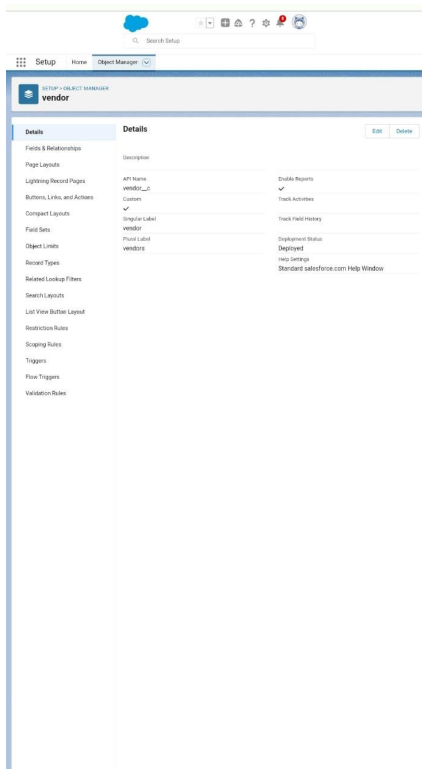 Search Setup
Setup Home Object Manager
SETUP > OBJECT MANAGER
vendor
Details
Fields & Relationships
Page Layouts
Lightning Record Pages
Buttons, Links, and Actions
Compact Layouts
Field Sets
Object Limits
Record Types
Related Lookup Filters
Search Layouts
List View Button Layout
Restriction Rules
Scoping Rules
Triggers
Flow Triggers
Validation Rules
Details
Edit Delete
Description
API Name
vendor__c
Custom
Singular Label
vendor
Plural Label
vendors
Enable Reports
Track Activities
Track Field History
Deployment Status
Deployed
Help Settings
Standard salesforce.com Help Window